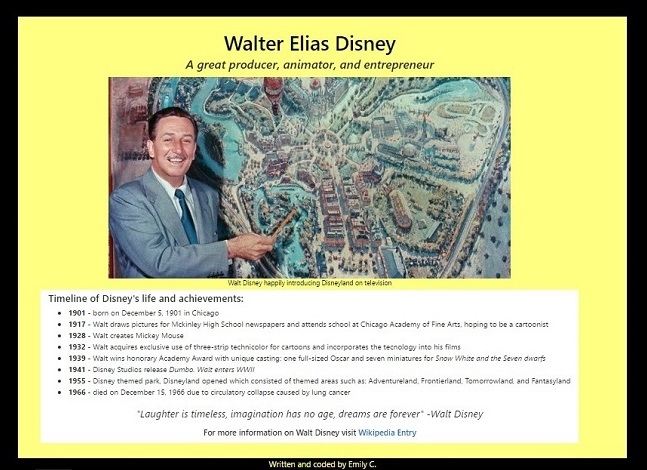 Walter Elias Disney
A great producer, animator, and entrepreneur
Walt Disney happily introducing Disneyland on television
Timeline of Disney's life and achievements:
1901 - born on December 5, 1901 in Chicago
1917 - Walt draws pictures for Mckinley High School newspapers and attends school at Chicago Academy of Fine Arts, hoping to be a cartoonist
1928 - Walt creates Mickey Mouse
1932 - Walt acquires exclusive use of three-strip technicolor for cartoons and incorporates the tecnology into his films
1939 - Walt wins honorary Academy Award with unique casting: one full-sized Oscar and seven miniatures for Snow White and the Seven dwarfs
1941 - Disney Studios release Dumbo. Walt enters WWII
1955 - Disney themed park, Disneyland opened which consisted of themed areas such as: Adventureland, Frontierland, Tomorrowland, and Fantasyland
1966 - died on December 15, 1966 due to circulatory collapse caused by lung cancer
"Laughter is timeless, imagination has no age, dreams are forever" -Walt Disney
For more information on Walt Disney visit Wikipedia Entry
Written and coded by Emily C.